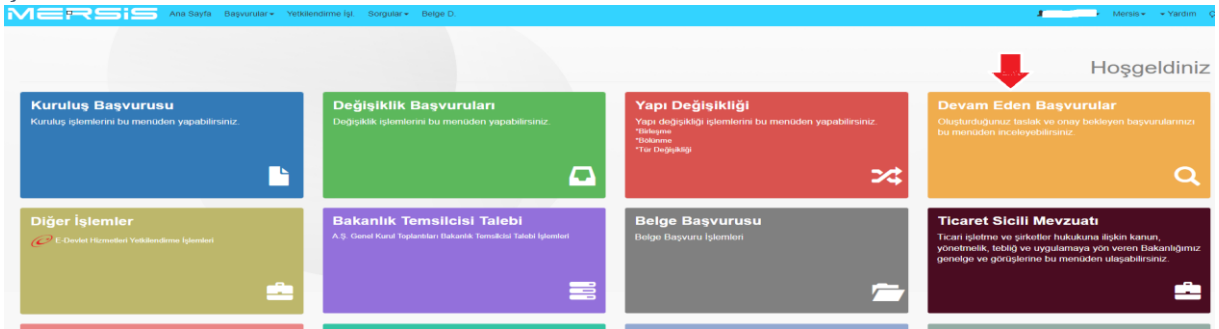 MERSiS Ana Sayfa Başvurular Yetkilendirme İşl. Sorgular Belge D. Mersis Yardım
Hoşgeldiniz
Kuruluş Başvurusu
Kuruluş işlemlerini bu menüden yapabilirsiniz.
Değişiklik Başvuruları
Değişiklik işlemlerini bu menüden yapabilirsiniz.
Yapı Değişikliği
Yapı değişikliği işlemlerini bu menüden yapabilirsiniz.
*Birleşme
*Bölünme
*Tür Değişikliği
Devam Eden Başvurular
Oluşturduğunuz taslak ve onay bekleyen başvurularınızı
bu menüden inceleyebilirsiniz.
Diğer İşlemler
E-Devlet Hizmetleri Yetkilendirme İşlemleri
Bakanlık Temsilcisi Talebi
A.Ş. Genel Kurul Toplantıları Bakanlık Temsilcisi Talebi İşlemleri
Belge Başvurusu
Belge Başvuru İşlemleri
Ticaret Sicili Mevzuatı
Ticari işletme ve şirketler hukukuna ilişkin kanun,
yönetmelik, tebliğ ve uygulamaya yön veren Bakanlığımız
genelge ve görüşlerine bu menüden ulaşabilirsiniz.